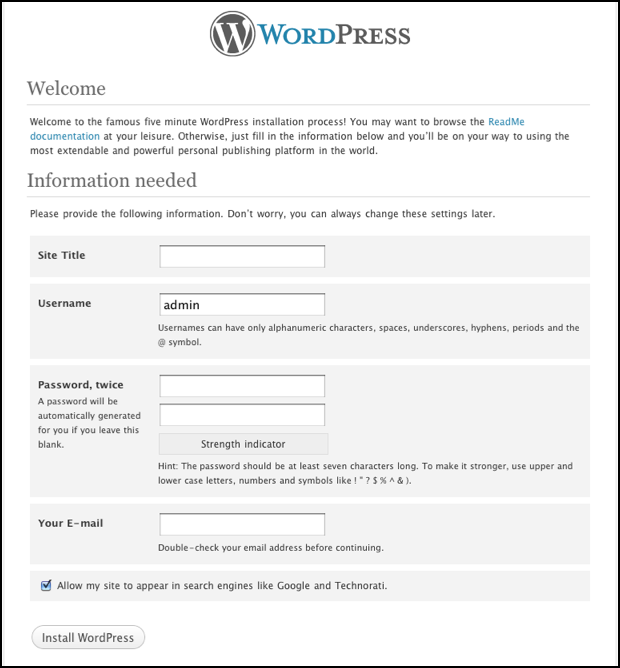 WORDPRESS
Welcome
Welcome to the famous five minute WordPress installation process! You may want to browse the ReadMe
documentation at your leisure. Otherwise, just fill in the information below and you'll be on your way to using the
most extendable and powerful personal publishing platform in the world.
Information needed
Please provide the following information. Don't worry, you can always change these settings later.
Site Title
Username
admin
Usernames can have only alphanumeric characters, spaces, underscores, hyphens, periods and the
@ symbol.
Password, twice
A password will be
automatically generated
for you if you leave this
blank.
Strength indicator
Hint: The password should be at least seven characters long. To make it stronger, use upper and
lower case letters, numbers and symbols like ! " ? $ % ^ & ).
Your E-mail
Double-check your email address before continuing.
Allow my site to appear in search engines like Google and Technorati.
Install WordPress